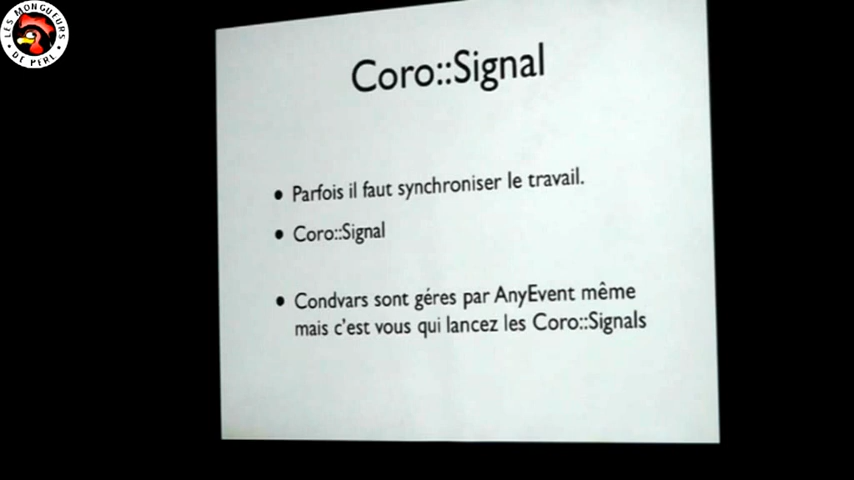 LES MONGUEURS
DE PERL
Coro::Signal
• Parfois il faut synchroniser le travail.
• Coro::Signal
• Condvars sont géres par AnyEvent même
mais c'est vous qui lancez les Coro::Signals